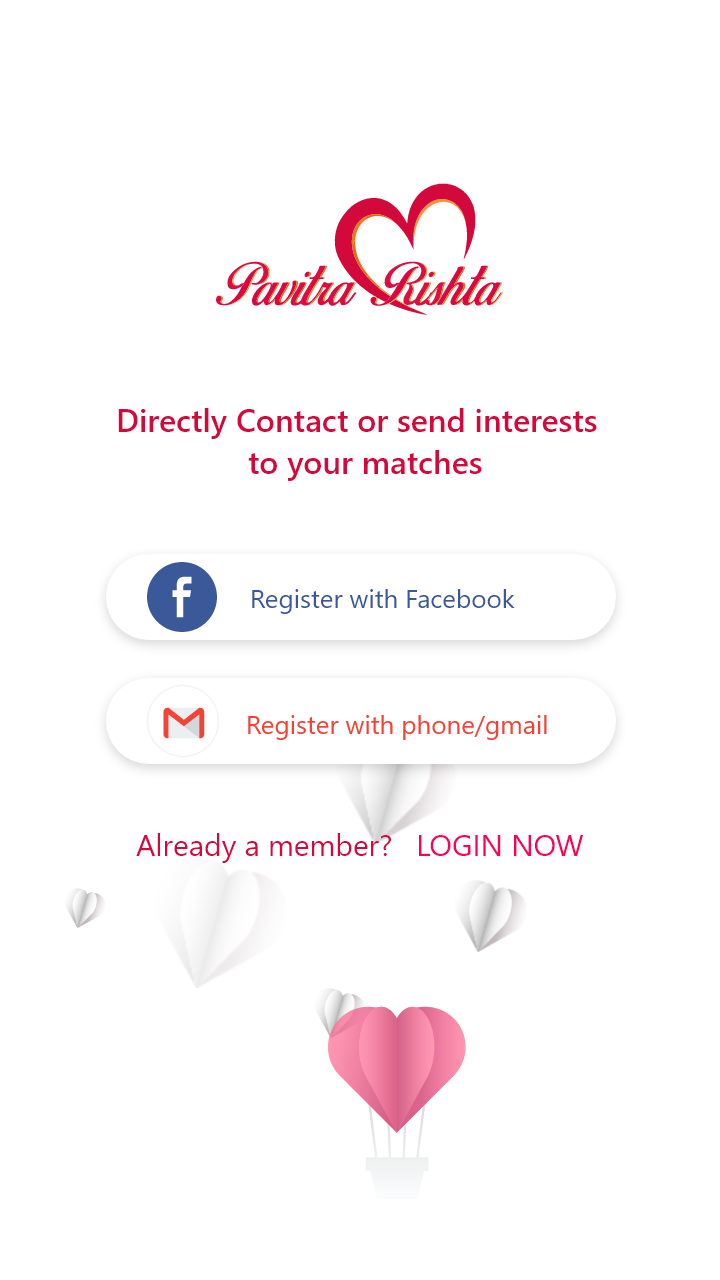 Pavitra Rishta
Directly Contact or send interests
to your matches
f Register with Facebook
Register with phone/gmail
Already a member? LOGIN NOW